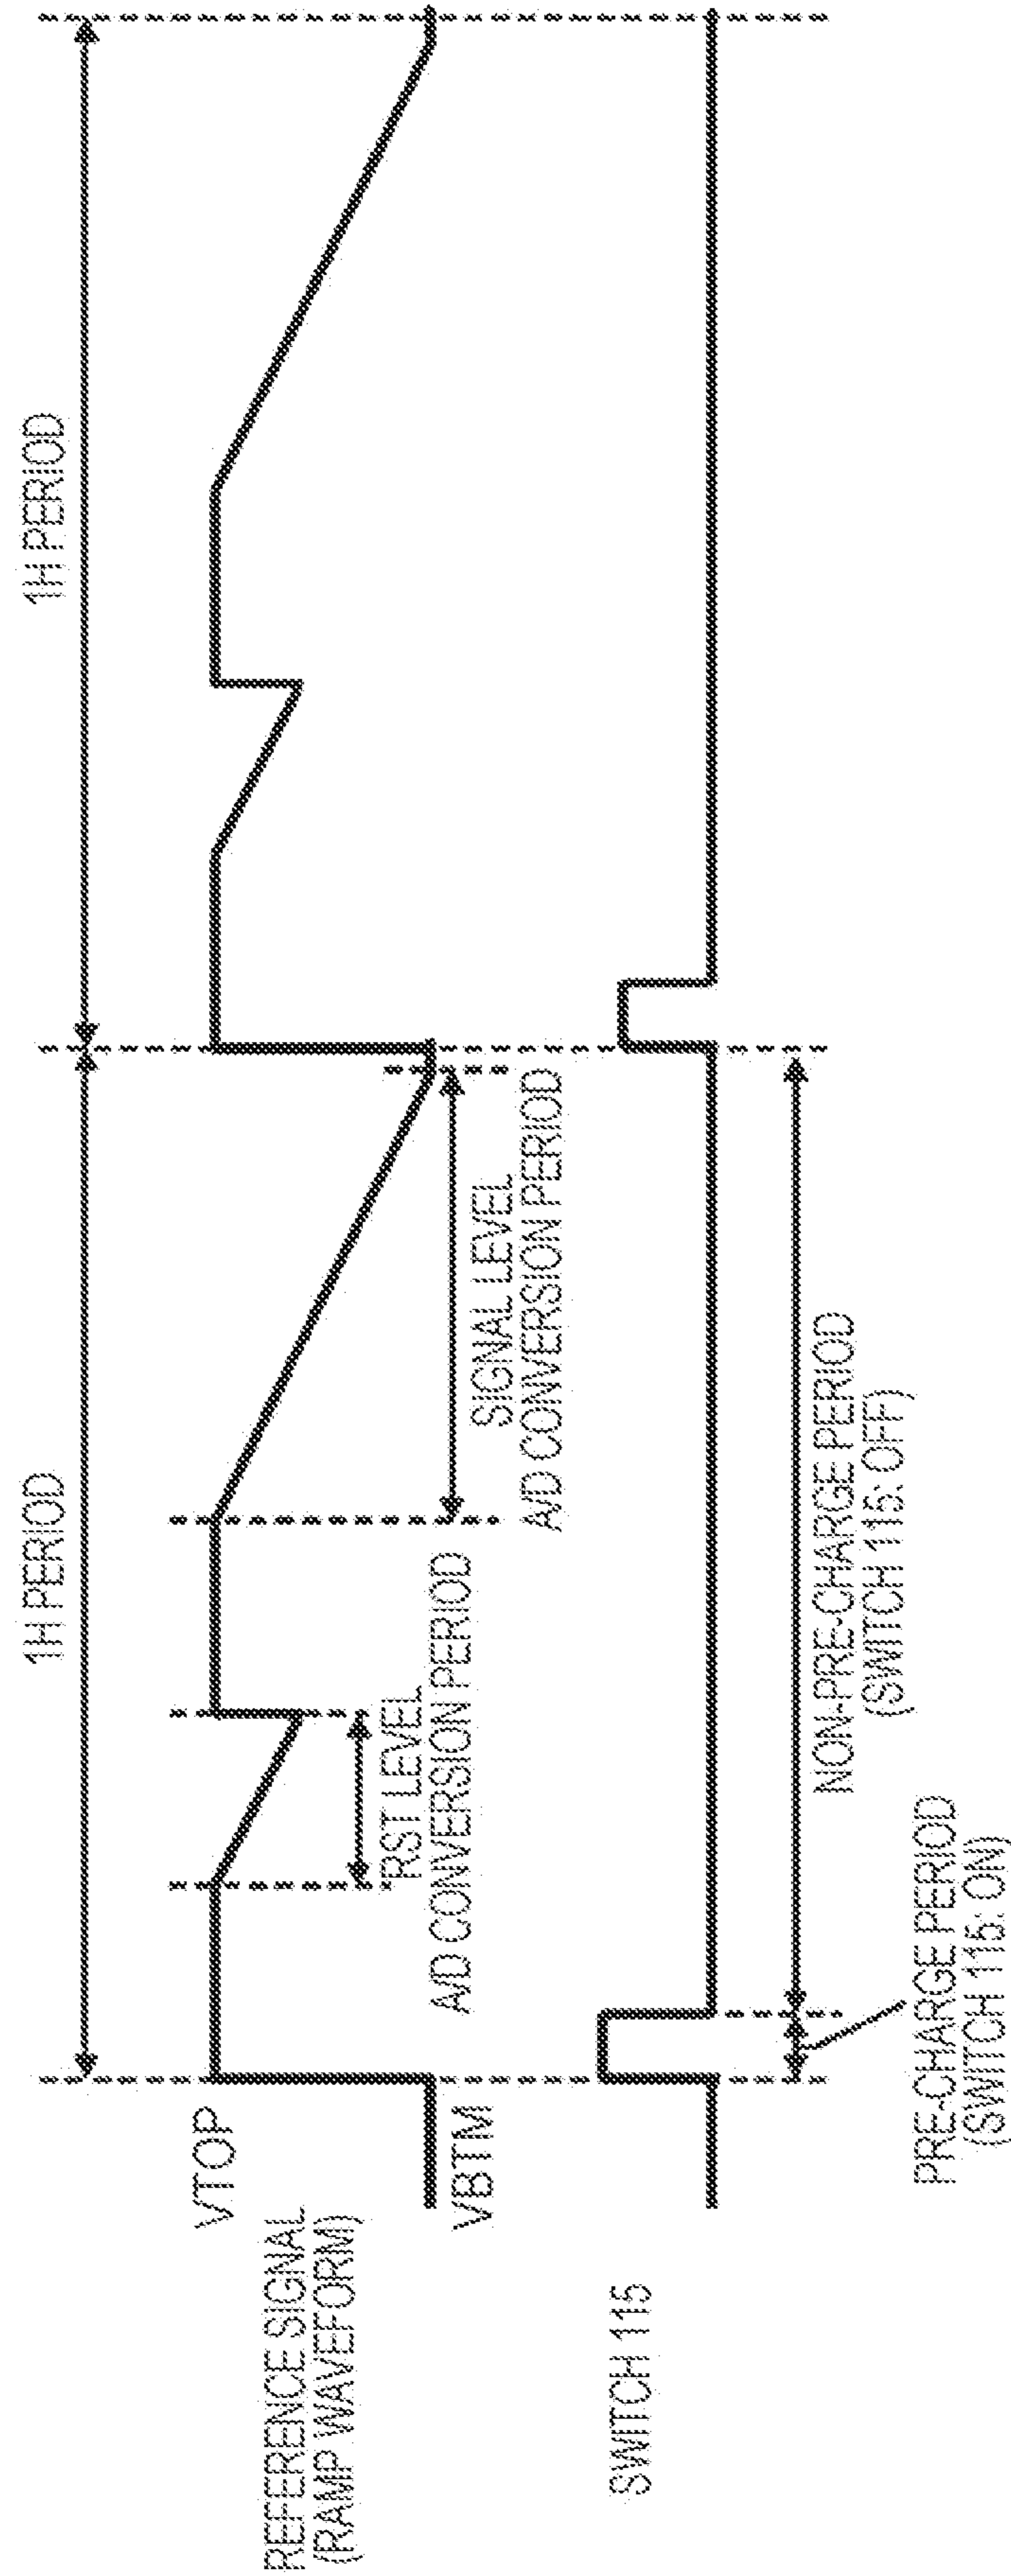 1H PERIOD
1H PERIOD
VTOP
REFERENCE SIGNAL
(RAMP WAVEFORM)
VBTM
RST LEVEL
A/D CONVERSION PERIOD
SIGNAL LEVEL
A/D CONVERSION PERIOD
SWITCH 115
NON-PRE-CHARGE PERIOD
(SWITCH 115: OFF)
PRE-CHARGE PERIOD
(SWITCH 115: ON)